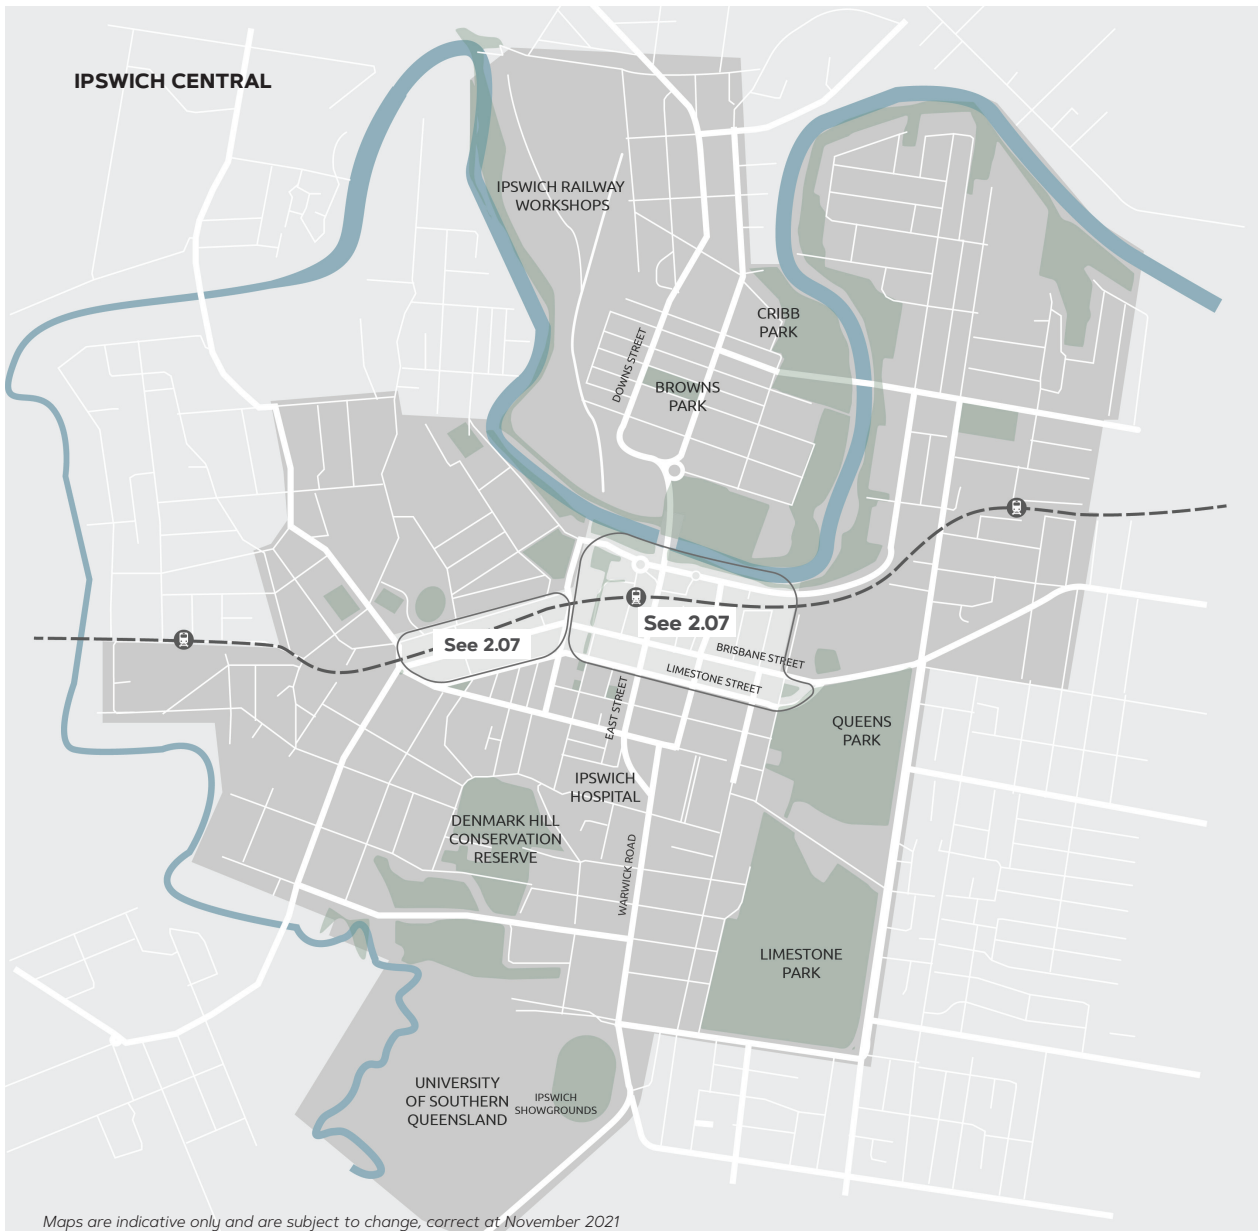 IPSWICH CENTRAL
IPSWICH RAILWAY
WORKSHOPS
CRIBB
PARK
DOWNS STREET
BROWNS
PARK
See 2.07
See 2.07
BRISBANE STREET
LIMESTONE STREET
EAST STREET
QUEENS
PARK
IPSWICH
HOSPITAL
DENMARK HILL
CONSERVATION
RESERVE
WARWICK ROAD
LIMESTONE
PARK
UNIVERSITY
OF SOUTHERN
QUEENSLAND
IPSWICH
SHOWGROUNDS
Maps are indicative only and are subject to change, correct at November 2021